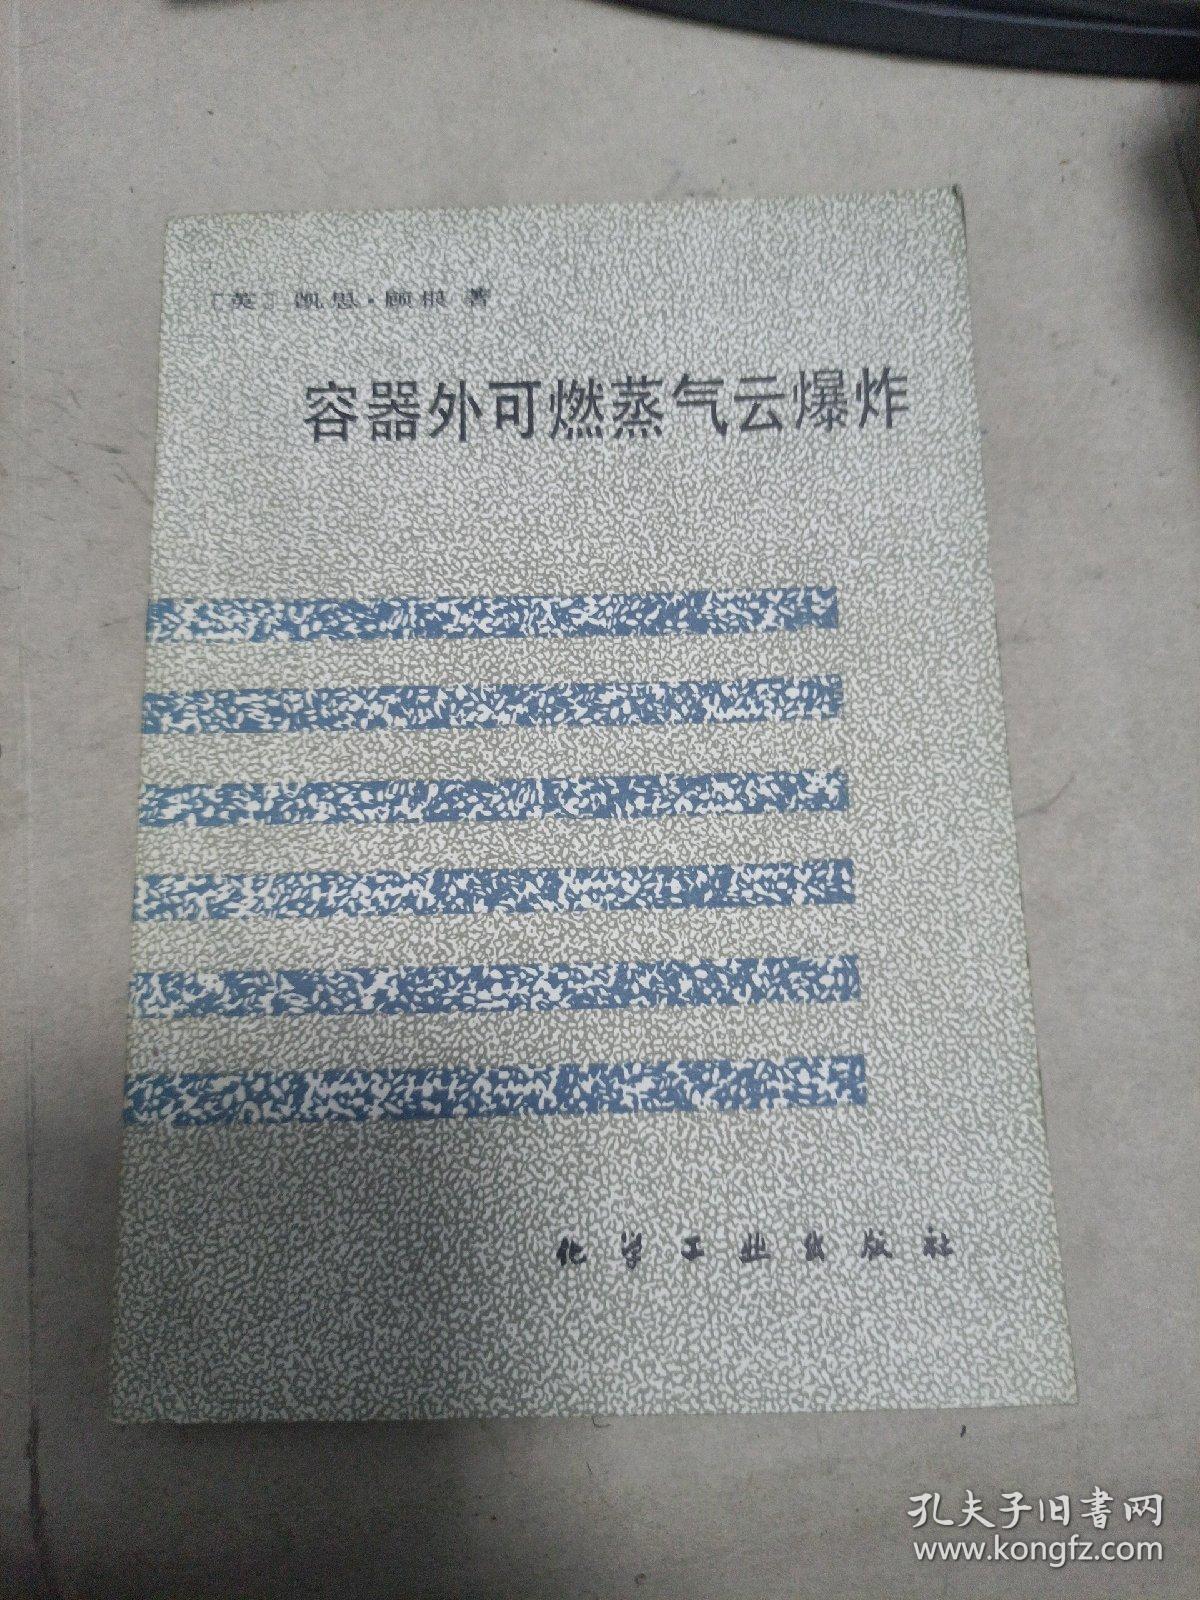 ［英］凯思·顾根 著
容器外可燃蒸气云爆炸
化学工业出版社
孔夫子旧书网
www.kongfz.com